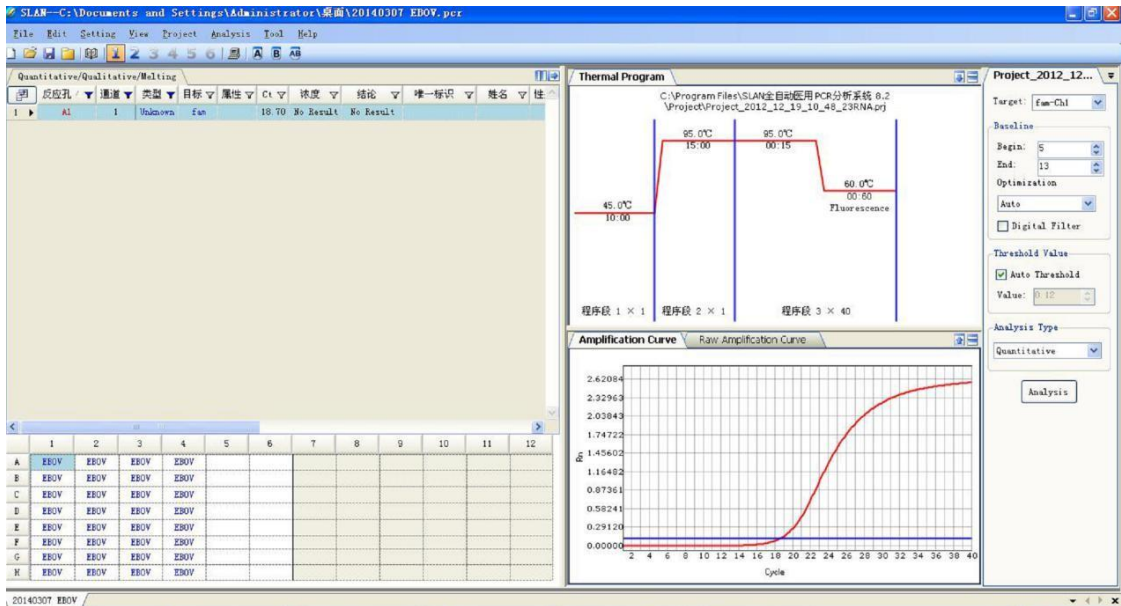 SLAN--C:\Documents and Settings\Administrator\桌面\20140307 EBOV.pcr
File Edit Setting View Project Analysis Tool Help
1 2 3 4 5 6 A B AB
Quantitative/Qualitative/Melting
反应孔 通道 类型 目标 属性 Ct 浓度 结论 唯一标识 姓名 性
1 A1 1 Unknown fam 18.70 No Result No Result
1 2 3 4 5 6 7 8 9 10 11 12
A EBOV EBOV EBOV EBOV
B EBOV EBOV EBOV EBOV
C EBOV EBOV EBOV EBOV
D EBOV EBOV EBOV EBOV
E EBOV EBOV EBOV EBOV
F EBOV EBOV EBOV EBOV
G EBOV EBOV EBOV EBOV
H EBOV EBOV EBOV EBOV
20140307 EBOV
Thermal Program
C:\Program Files\SLAN全自动医用PCR分析系统 8.2
\Project\Project_2012_12_19_10_48_23RNA.prj
95.0℃ 95.0℃
15:00 00:15
60.0℃
00:60
Fluorescence
45.0℃
10:00
程序段 1 × 1 程序段 2 × 1 程序段 3 × 40
Amplification Curve Raw Amplification Curve
2.62084
2.32963
2.03843
1.74722
1.45602
1.16482
0.87361
0.58241
0.29120
0.00000
Rn
2 4 6 8 10 12 14 16 18 20 22 24 26 28 30 32 34 36 38 40
Cycle
Project_2012_12...
Target: fam-Ch1
Baseline
Begin: 5
End: 13
Optimization
Auto
Digital Filter
Threshold Value
Auto Threshold
Value: 0.12
Analysis Type
Quantitative
Analysis